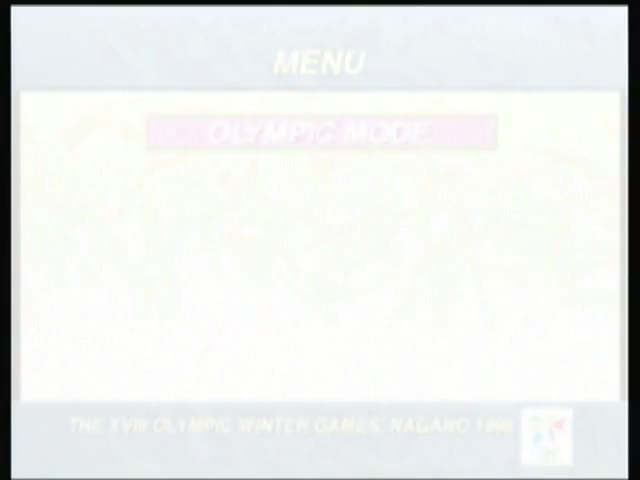 MENU
OLYMPIC MODE
THE XVIII OLYMPIC WINTER GAMES, NAGANO 1998